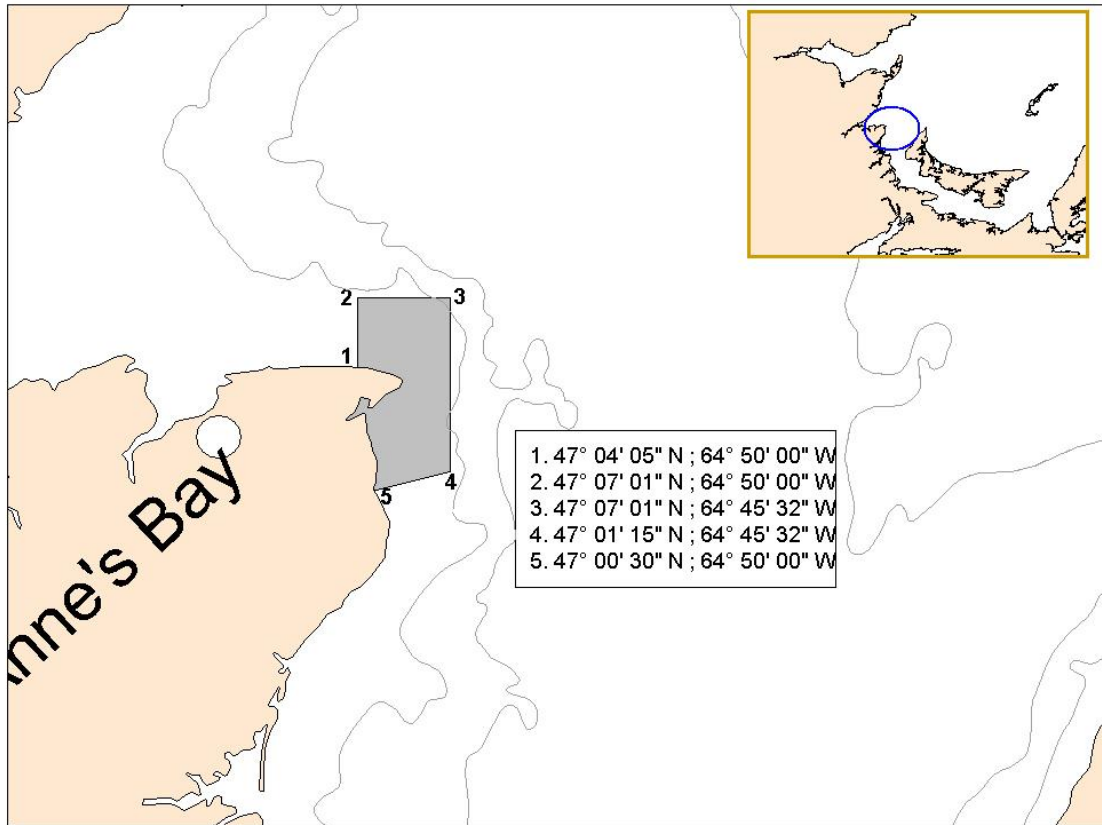 2
3
1
4
5
1. 47° 04' 05" N ; 64° 50' 00" W
2. 47° 07' 01" N ; 64° 50' 00" W
3. 47° 07' 01" N ; 64° 45' 32" W
4. 47° 01' 15" N ; 64° 45' 32" W
5. 47° 00' 30" N ; 64° 50' 00" W
Anne's Bay